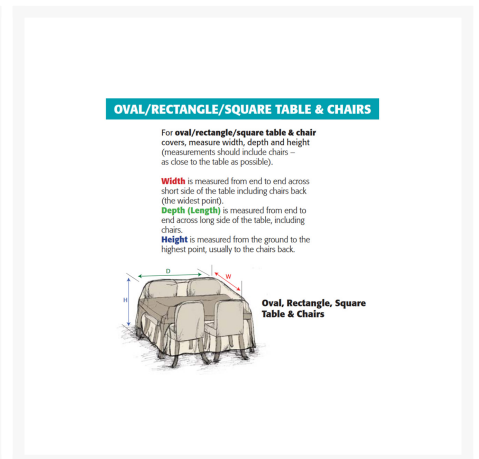 OVAL/RECTANGLE/SQUARE TABLE & CHAIRS
For oval/rectangle/square table & chair
covers, measure width, depth and height
(measurements should include chairs –
as close to the table as possible).
Width is measured from end to end across
short side of the table including chairs back
(the widest point).
Depth (Length) is measured from end to
end across long side of the table, including
chairs.
Height is measured from the ground to the
highest point, usually to the chairs back.
D
W
H
Oval, Rectangle, Square
Table & Chairs